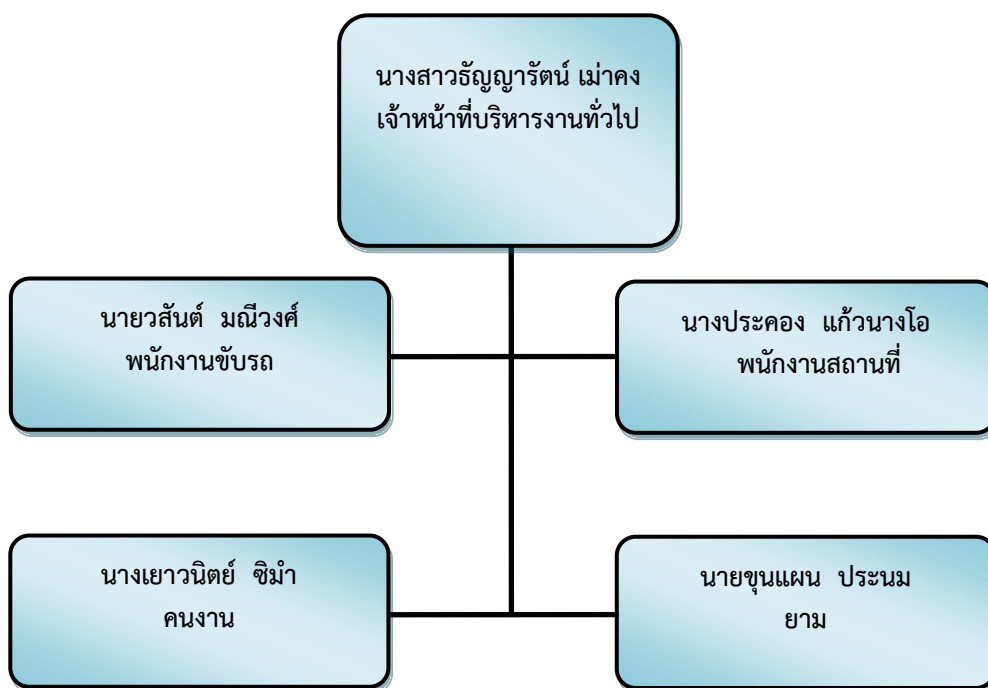 นางสาวธัญญารัตน์ เม่าคง
เจ้าหน้าที่บริหารงานทั่วไป
นายวสันต์ มณีวงศ์
พนักงานขับรถ
นางประคอง แก้วนางโอ
พนักงานสถานที่
นางเยาวนิตย์ ซิมำ
คนงาน
นายขุนแผน ประนม
ยาม